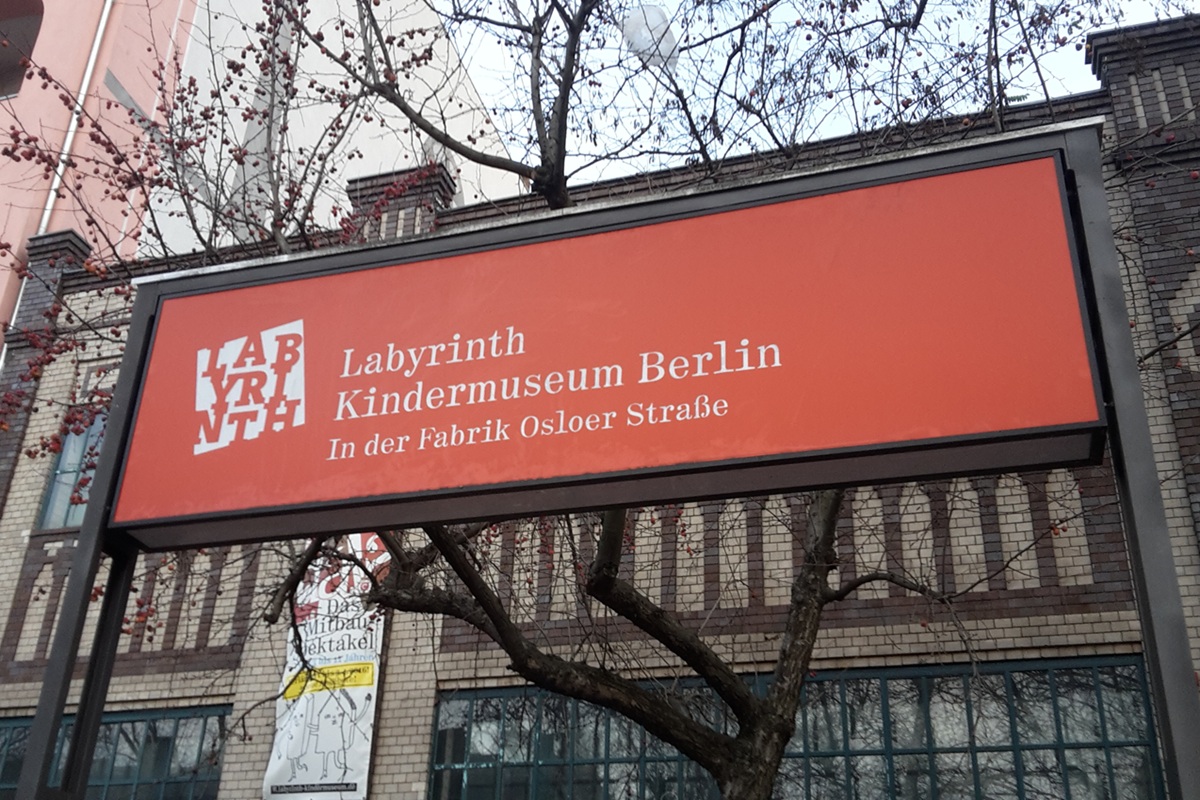 LAB
YRI
NTH
Labyrinth
Kindermuseum Berlin
In der Fabrik Osloer Straße
Das
Mitbau
ektakel